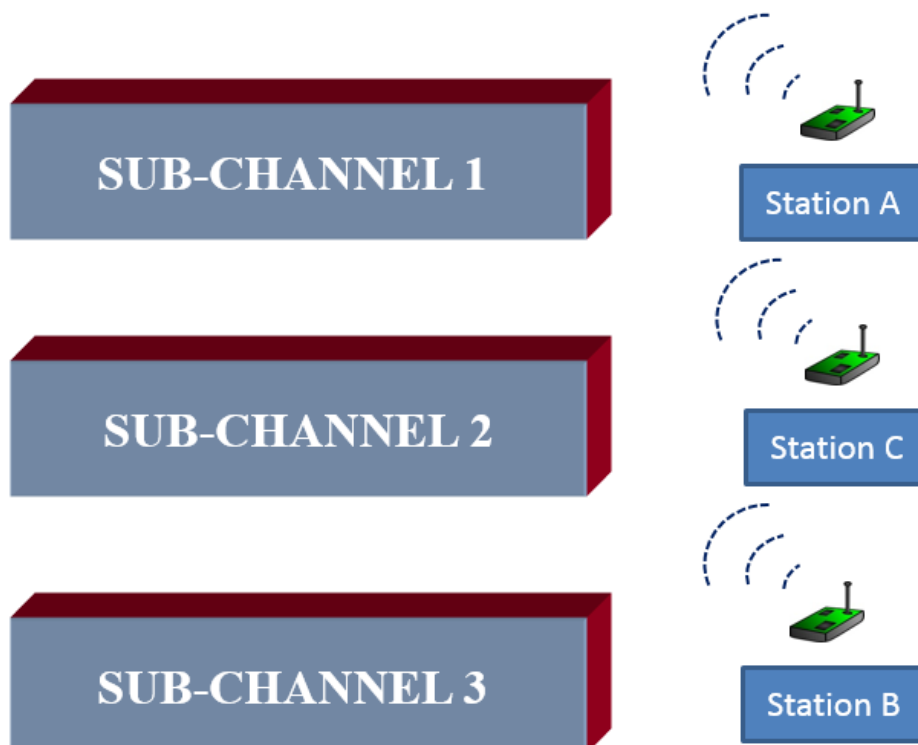 SUB-CHANNEL 1
Station A
SUB-CHANNEL 2
Station C
SUB-CHANNEL 3
Station B